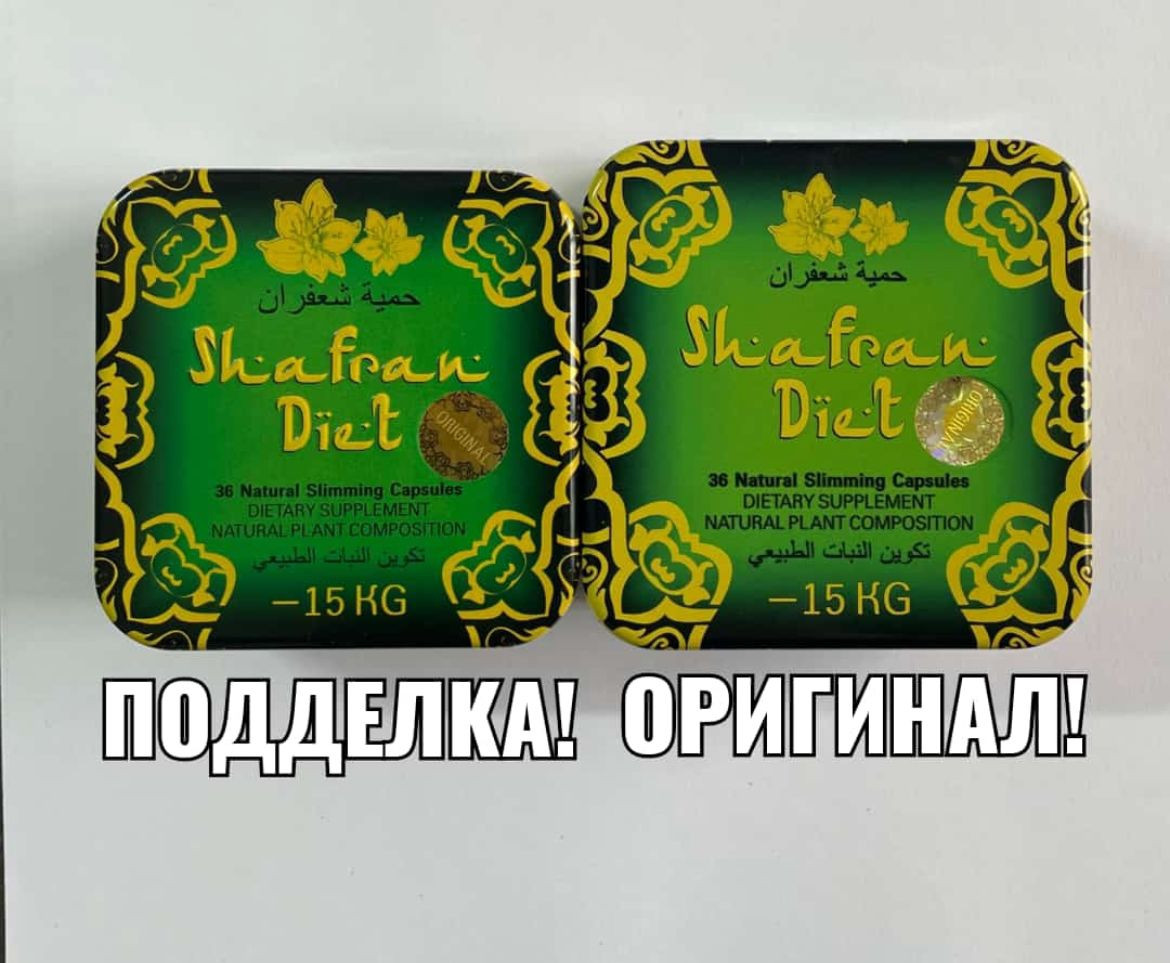 حمية شعفران
Shafran
Diet
ORIGINAL
36 Natural Slimming Capsules
DIETARY SUPPLEMENT
NATURAL PLANT COMPOSITION
تكوين النبات الطبيعي
–15 KG
حمية شعفران
Shafran
Diet
ORIGINAL
36 Natural Slimming Capsules
DIETARY SUPPLEMENT
NATURAL PLANT COMPOSITION
تكوين النبات الطبيعي
–15 KG
ПОДДЕЛКА! ОРИГИНАЛ!